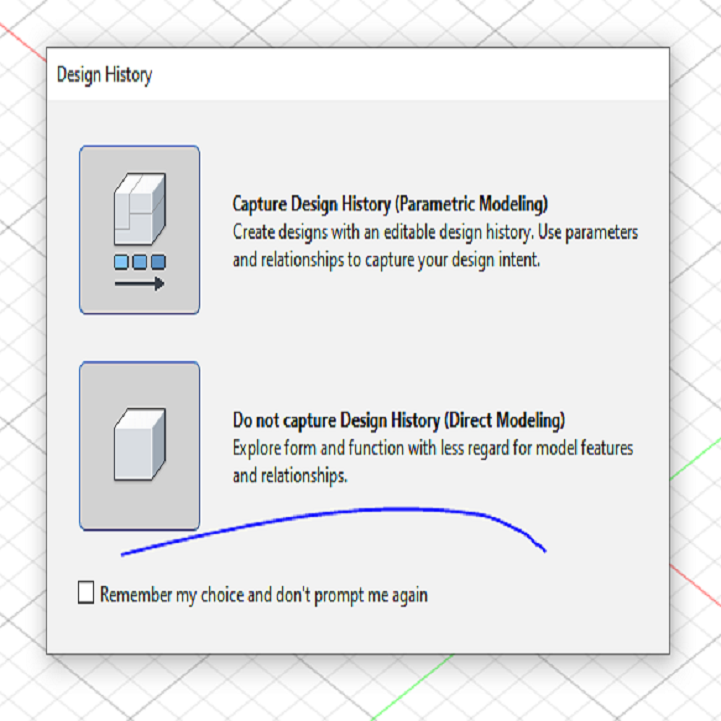 Design History
Capture Design History (Parametric Modeling)
Create designs with an editable design history. Use parameters
and relationships to capture your design intent.
Do not capture Design History (Direct Modeling)
Explore form and function with less regard for model features
and relationships.
Remember my choice and don't prompt me again